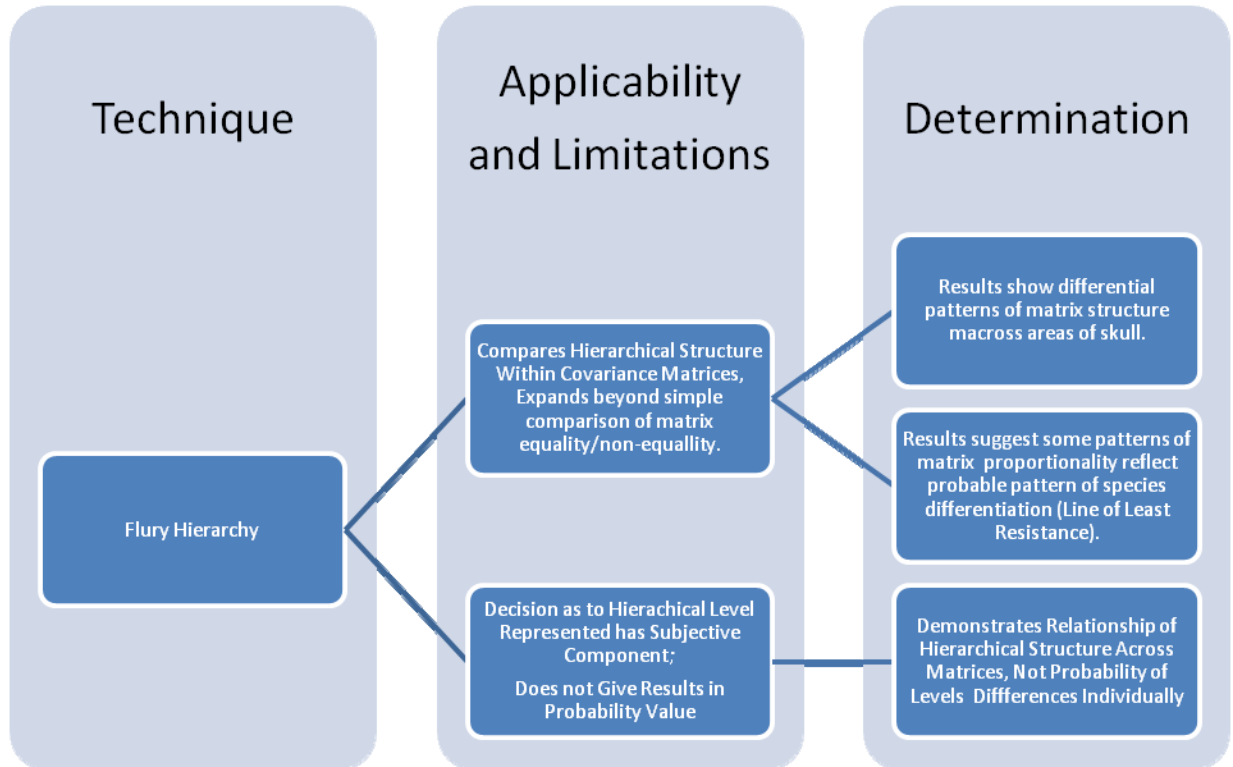 Technique
Applicability
and Limitations
Determination
Flury Hierarchy
Compares Hierarchical Structure
Within Covariance Matrices,
Expands beyond simple
comparison of matrix
equality/non-equallity.
Decision as to Hierachical Level
Represented has Subjective
Component;
Does not Give Results in
Probability Value
Results show differential
patterns of matrix structure
macross areas of skull.
Results suggest some patterns of
matrix proportionality reflect
probable pattern of species
differentiation (Line of Least
Resistance).
Demonstrates Relationship of
Hierarchical Structure Across
Matrices, Not Probability of
Levels Diffferences Individually